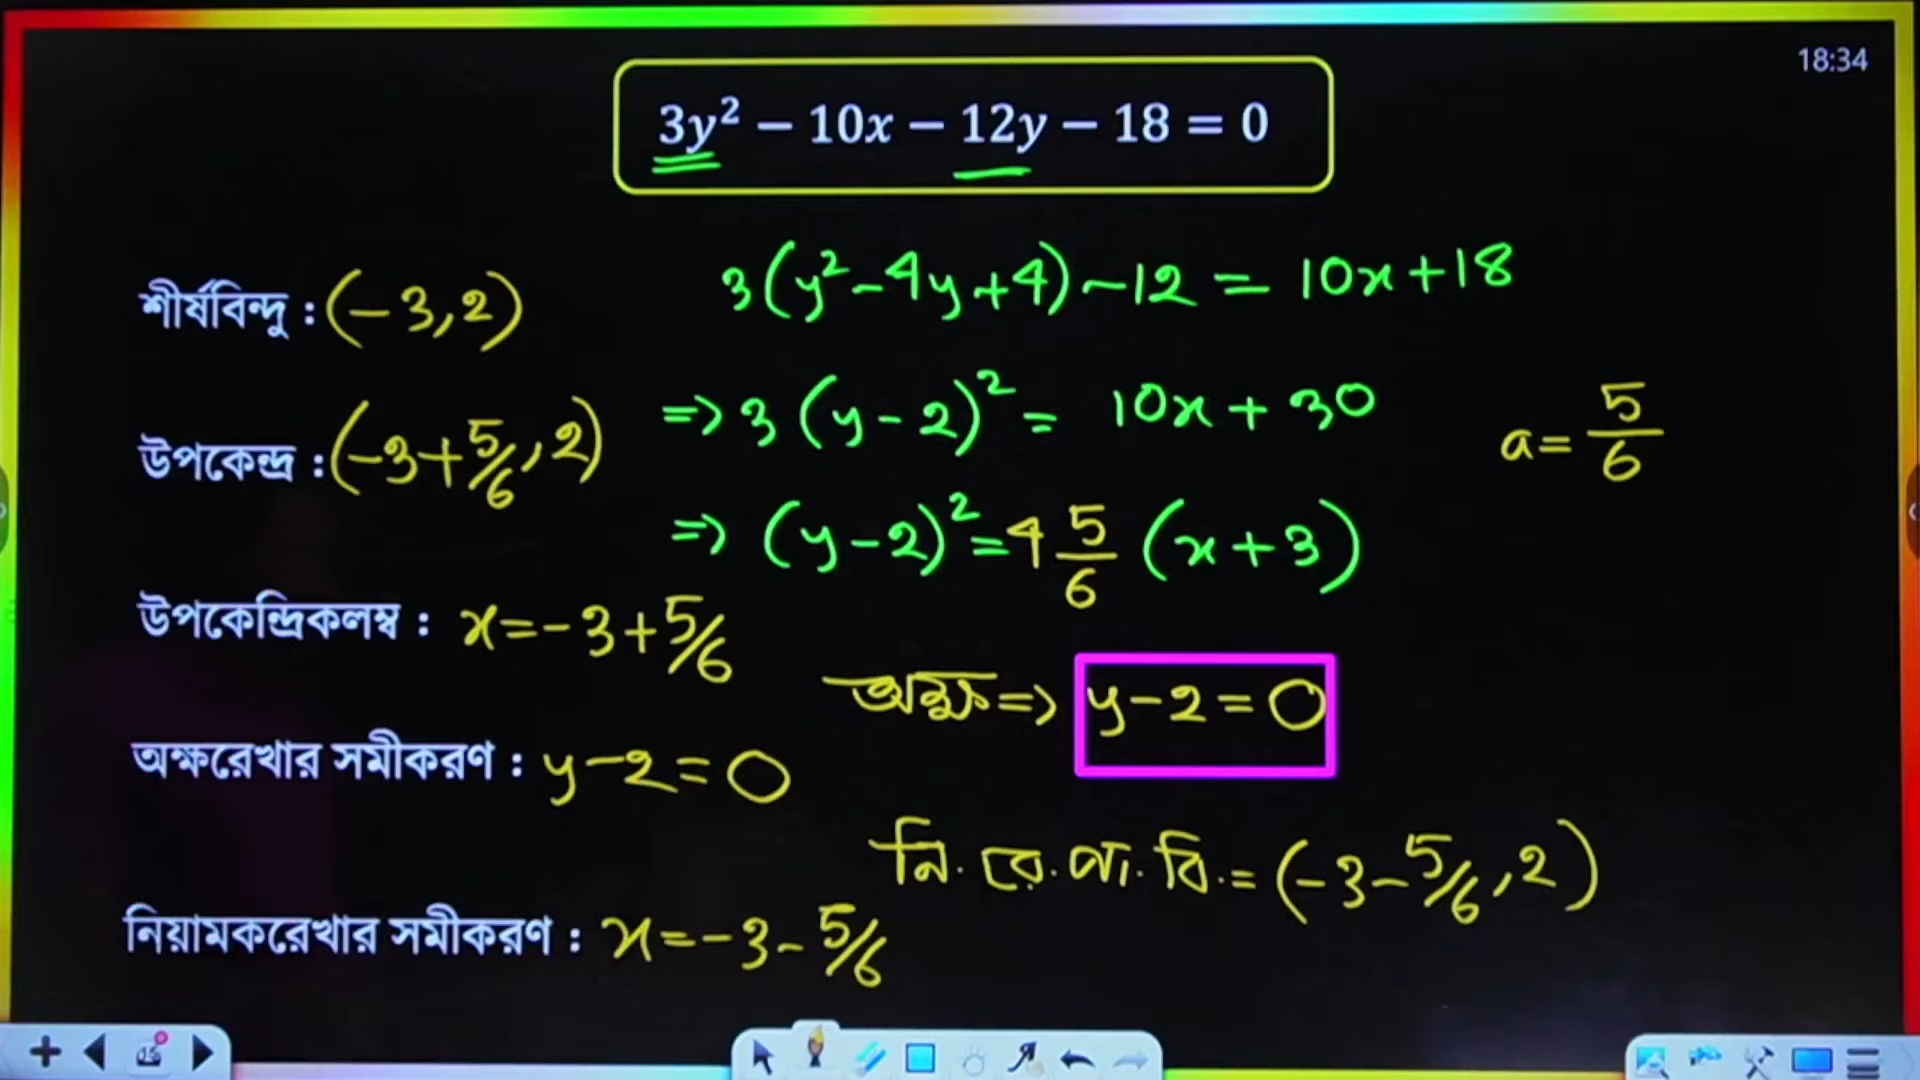 18:34
3y² − 10x − 12y − 18 = 0
3(y²-4y+4)-12 = 10x+18
শীর্ষবিন্দু : (-3,2)
=> 3(y-2)² = 10x+30
a = 5/6
উপকেন্দ্র : (-3+5/6,2)
=> (y-2)² = 4 5/6 (x+3)
উপকেন্দ্রিকলম্ব : x=-3+5/6
অক্ষ => y-2=0
অক্ষরেখার সমীকরণ : y-2=0
নি.রে.পা.বি.= (-3-5/6,2)
নিয়ামকরেখার সমীকরণ : x=-3-5/6